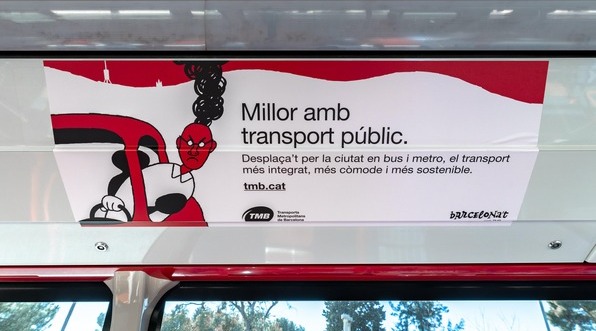 Millor amb
transport públic.
Desplaça't per la ciutat en bus i metro, el transport
més integrat, més còmode i més sostenible.
tmb.cat
TMB
Transports
Metropolitans
de Barcelona
BARCELONA'T